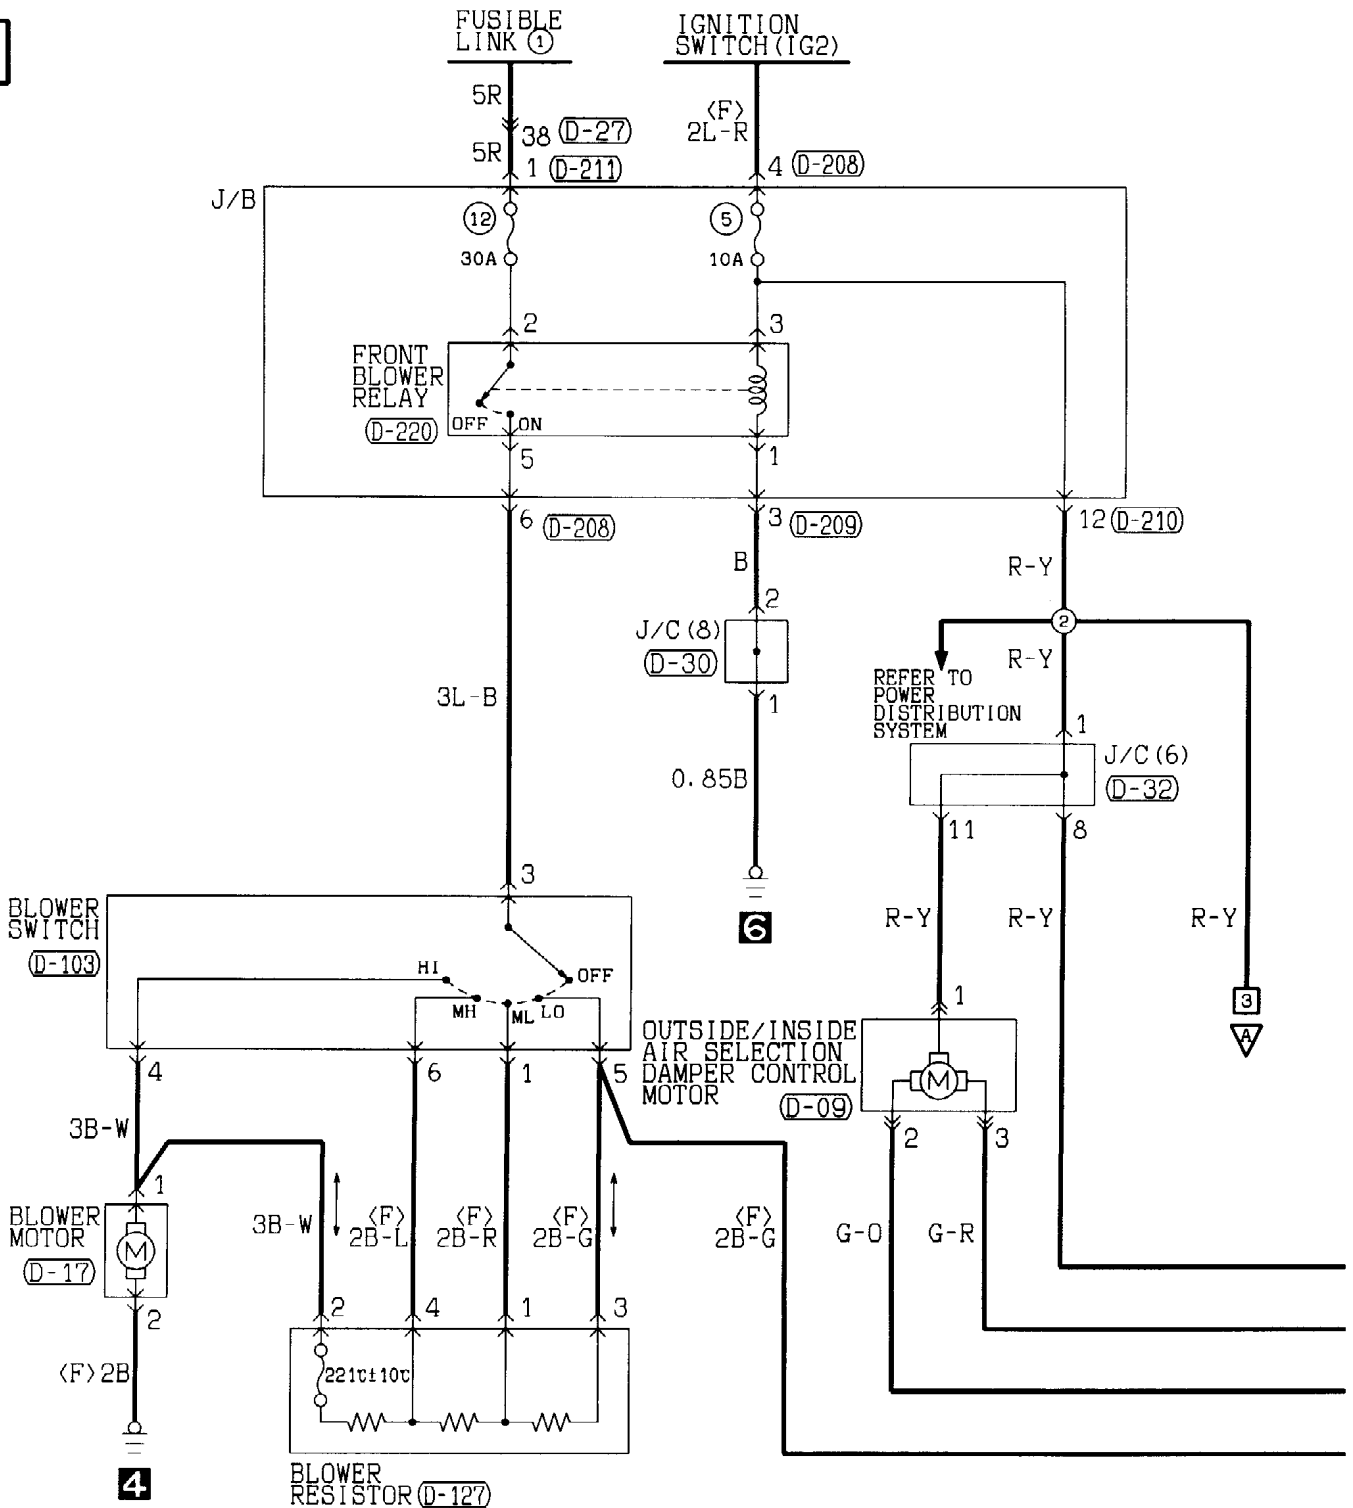 FUSIBLE
LINK ①
IGNITION
SWITCH(IG2)
5R
38 D-27
5R
1 D-211
<F>
2L-R
4 D-208
J/B
12
30A
5
10A
2
3
FRONT
BLOWER
RELAY
D-220
OFF ON
5
1
6 D-208
3 D-209
12 D-210
B
R-Y
2
J/C(8)
D-30
1
2
R-Y
REFER TO
POWER
DISTRIBUTION
SYSTEM
3L-B
0.85B
6
1
J/C(6)
D-32
11
8
R-Y
R-Y
R-Y
3
A
3
BLOWER
SWITCH
D-103
HI
MH
ML
LO
OFF
4
6
1
5
OUTSIDE/INSIDE
AIR SELECTION
DAMPER CONTROL
MOTOR
D-09
1
M
2
3
3B-W
1
BLOWER
MOTOR
D-17
M
2
<F>2B
4
3B-W
<F>
2B-L
<F>
2B-R
<F>
2B-G
<F>
2B-G
G-O
G-R
2
4
1
3
221℃±10℃
BLOWER
RESISTOR D-127